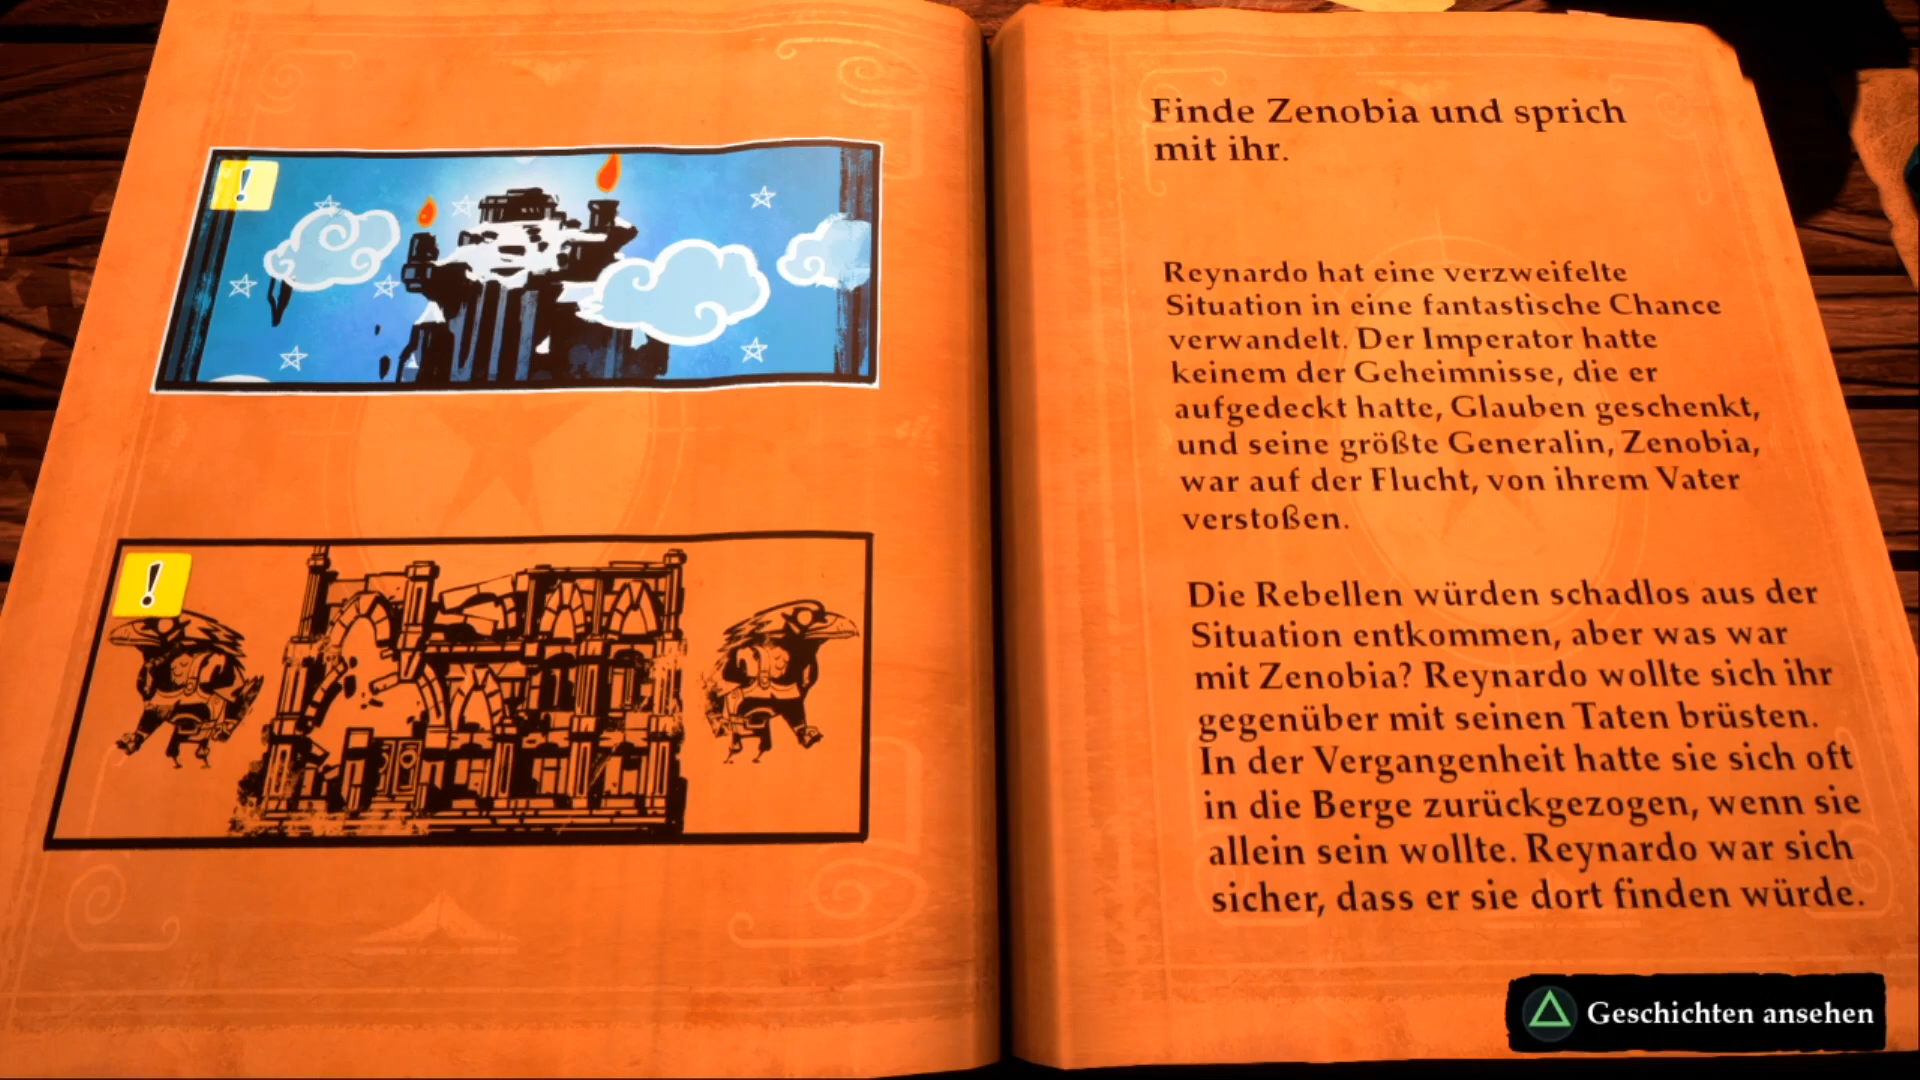 !
!
Finde Zenobia und sprich
mit ihr.
Reynardo hat eine verzweifelte
Situation in eine fantastische Chance
verwandelt. Der Imperator hatte
keinem der Geheimnisse, die er
aufgedeckt hatte, Glauben geschenkt,
und seine größte Generalin, Zenobia,
war auf der Flucht, von ihrem Vater
verstoßen.
Die Rebellen würden schadlos aus der
Situation entkommen, aber was war
mit Zenobia? Reynardo wollte sich ihr
gegenüber mit seinen Taten brüsten.
In der Vergangenheit hatte sie sich oft
in die Berge zurückgezogen, wenn sie
allein sein wollte. Reynardo war sich
sicher, dass er sie dort finden würde.
Geschichten ansehen